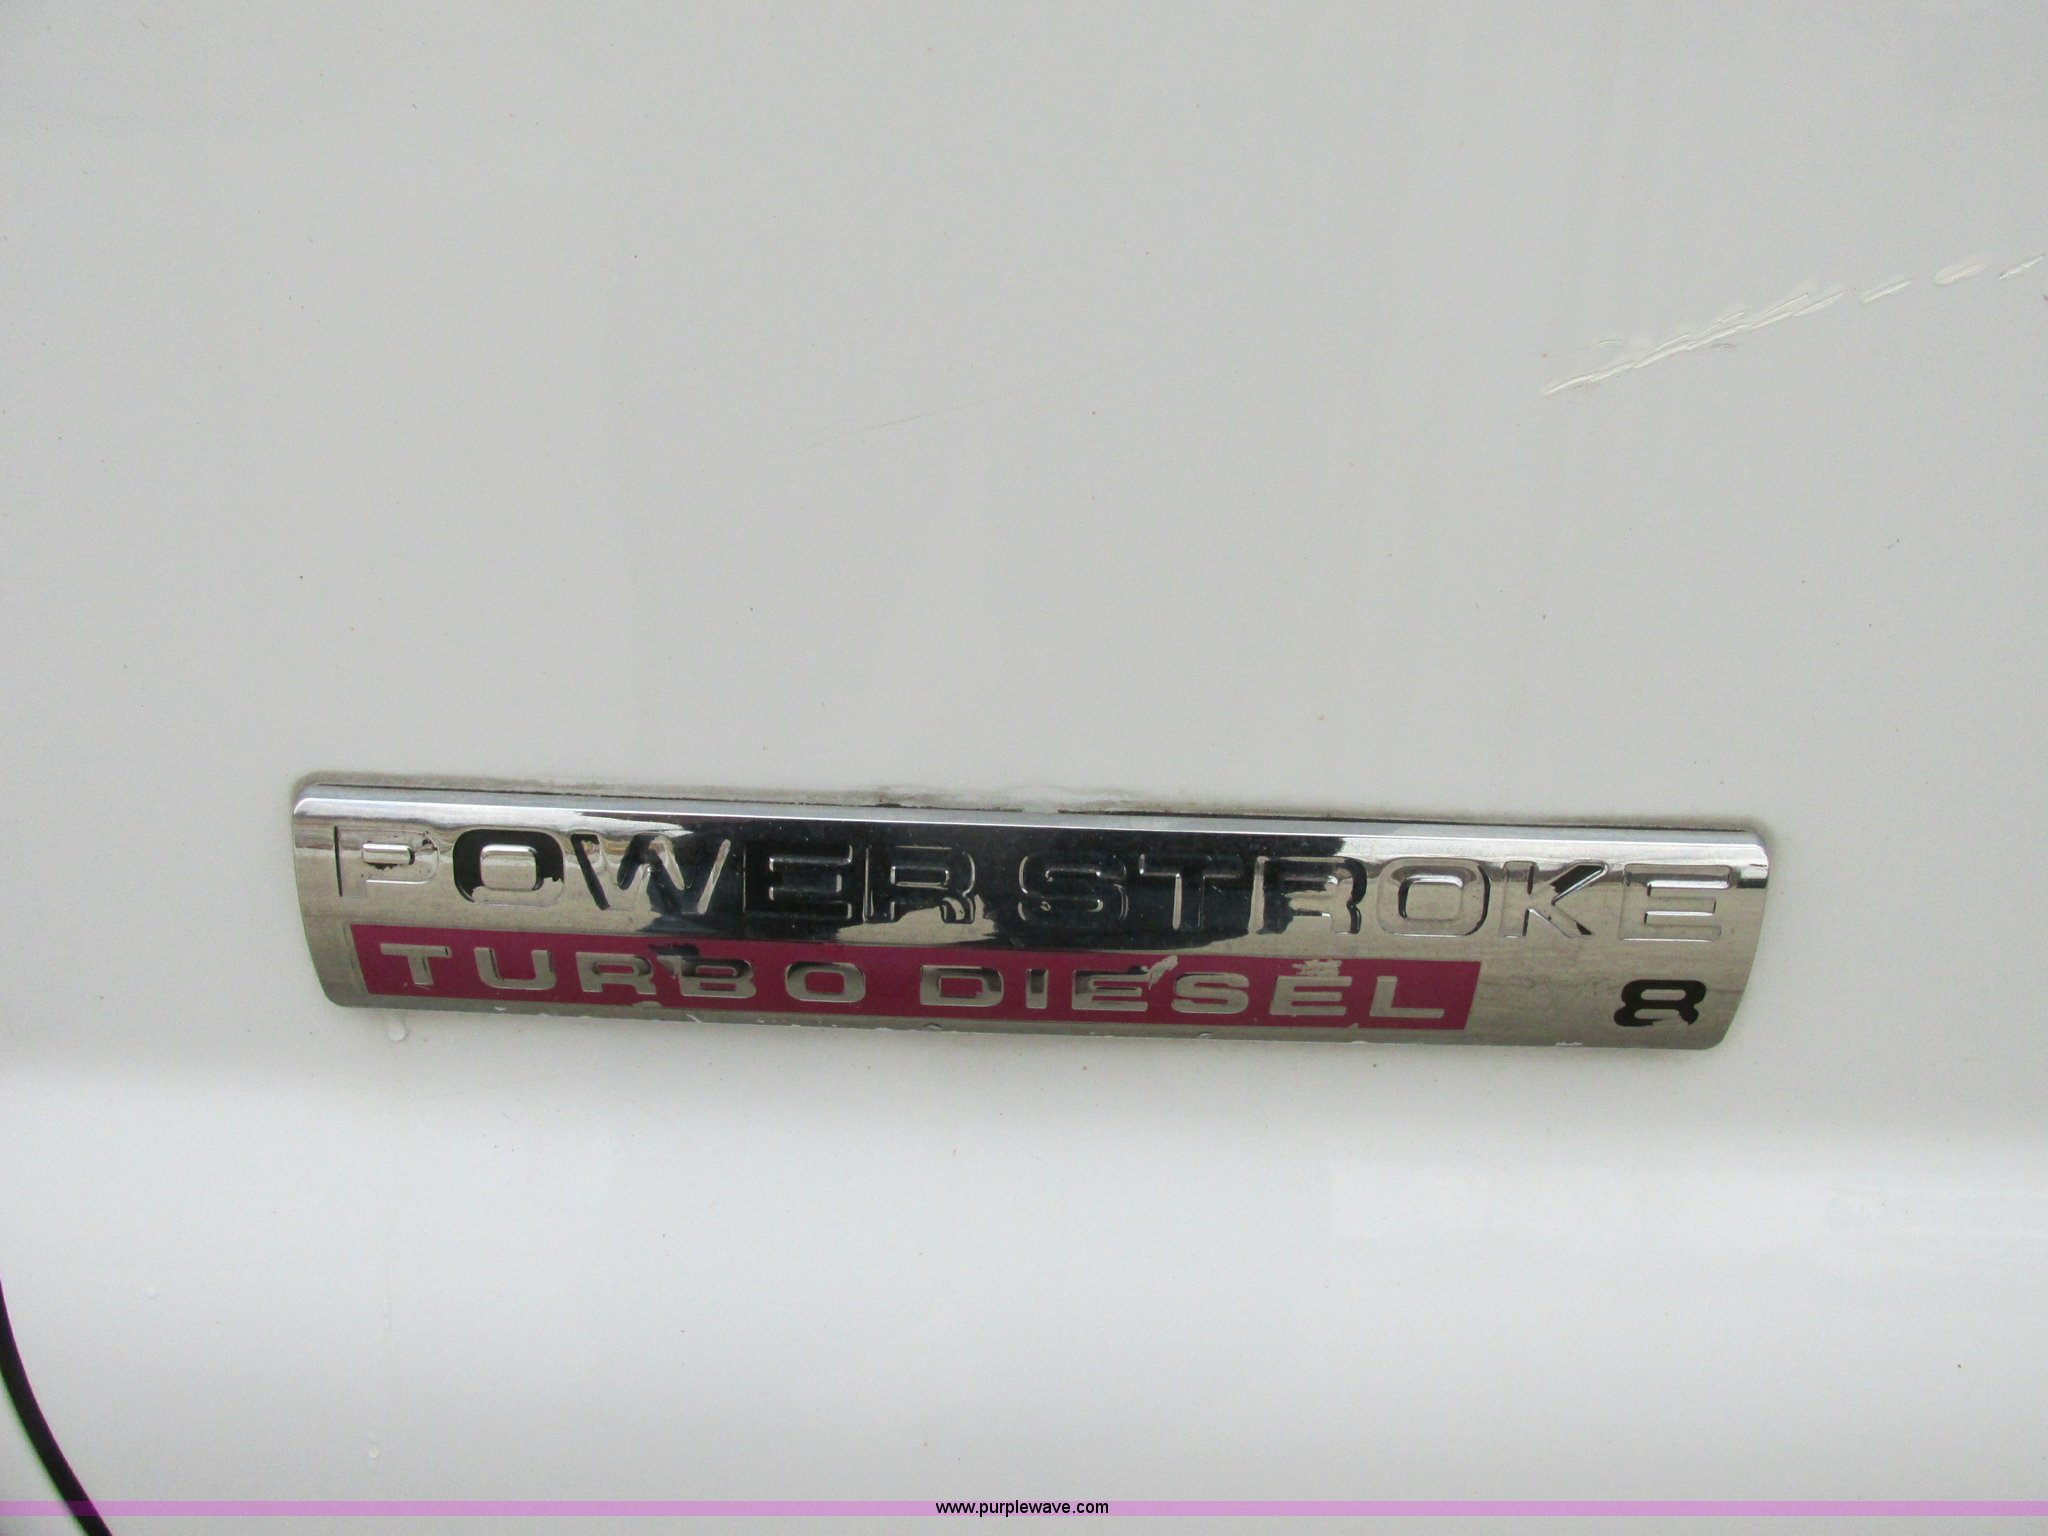 POWER STROKE
TURBO DIESEL
8
www.purplewave.com